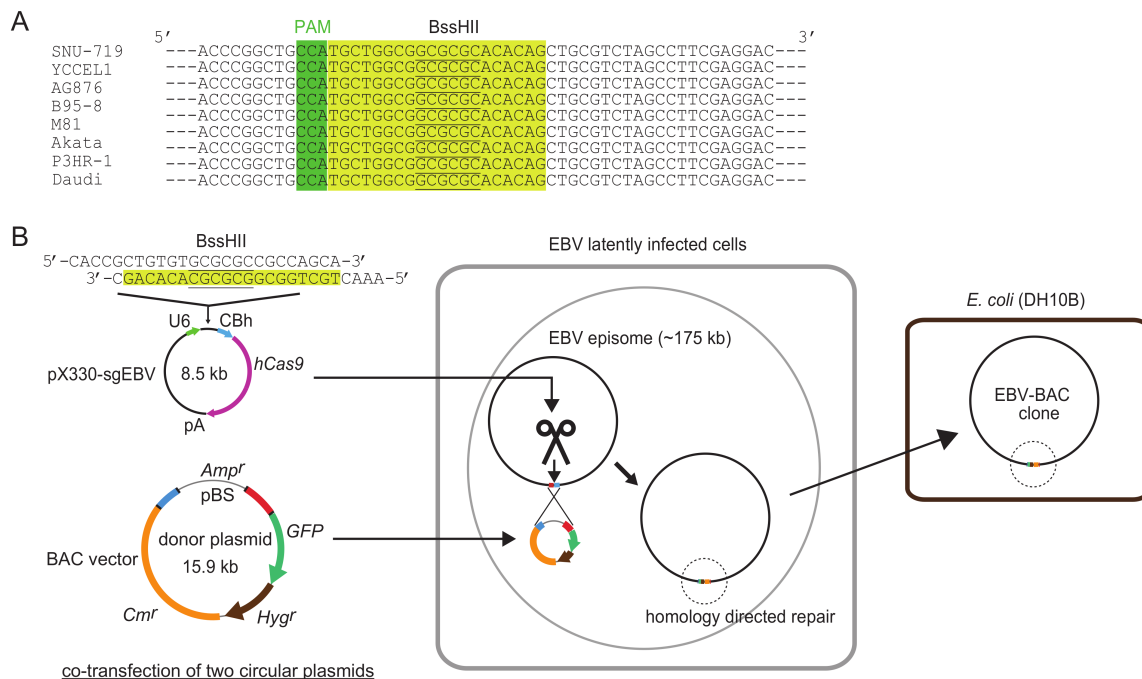 A
PAM BssHII
5′ 3′
SNU-719 ---ACCCGGCTGCCATGCTGGCGGCGCGCACACAGCTGCGTCTAGCCTTCGAGGAC---
YCCEL1 ---ACCCGGCTGCCATGCTGGCGGCGCGCACACAGCTGCGTCTAGCCTTCGAGGAC---
AG876 ---ACCCGGCTGCCATGCTGGCGGCGCGCACACAGCTGCGTCTAGCCTTCGAGGAC---
B95-8 ---ACCCGGCTGCCATGCTGGCGGCGCGCACACAGCTGCGTCTAGCCTTCGAGGAC---
M81 ---ACCCGGCTGCCATGCTGGCGGCGCGCACACAGCTGCGTCTAGCCTTCGAGGAC---
Akata ---ACCCGGCTGCCATGCTGGCGGCGCGCACACAGCTGCGTCTAGCCTTCGAGGAC---
P3HR-1 ---ACCCGGCTGCCATGCTGGCGGCGCGCACACAGCTGCGTCTAGCCTTCGAGGAC---
Daudi ---ACCCGGCTGCCATGCTGGCGGCGCGCACACAGCTGCGTCTAGCCTTCGAGGAC---
B
BssHII
5′-CACCGCTGTGTGCGCGCCGCCAGCA-3′
3′-CGACACACGCGCGGCGGTCGTCAAA-5′
U6 CBh
hCas9
pX330-sgEBV
8.5 kb
pA
Ampr
pBS
GFP
BAC vector
donor plasmid
15.9 kb
Cmr
Hygr
co-transfection of two circular plasmids
EBV latently infected cells
EBV episome (~175 kb)
homology directed repair
E. coli (DH10B)
EBV-BAC
clone